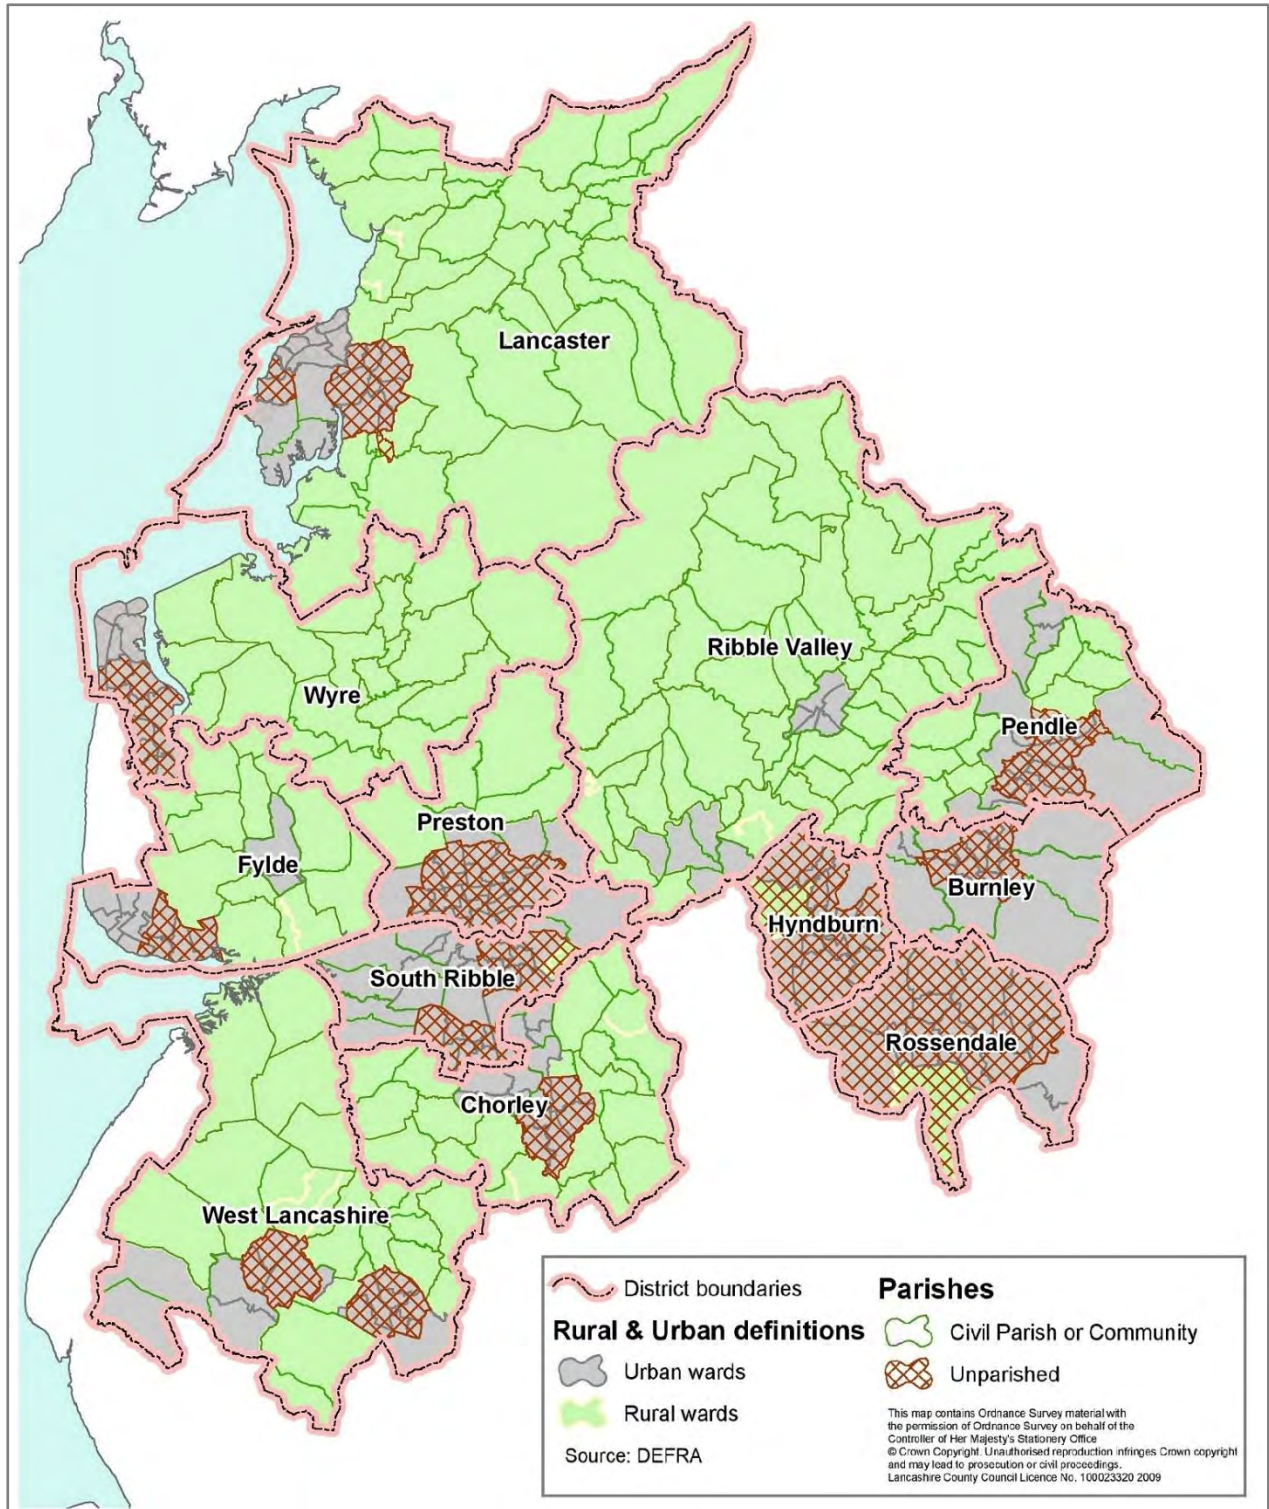 Lancaster
Ribble Valley
Wyre
Pendle
Preston
Fylde
Burnley
Hyndburn
South Ribble
Rossendale
Chorley
West Lancashire
District boundaries
Rural & Urban definitions
Urban wards
Rural wards
Source: DEFRA
Parishes
Civil Parish or Community
Unparished
This map contains Ordnance Survey material with
the permission of Ordnance Survey on behalf of the
Controller of Her Majesty's Stationery Office
© Crown Copyright. Unauthorised reproduction infringes Crown copyright
and may lead to prosecution or civil proceedings.
Lancashire County Council Licence No. 100023320 2009